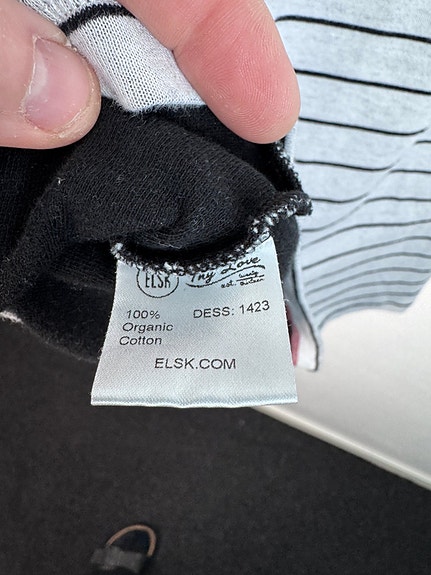 ELSK
My Love
100%
Organic
Cotton
DESS: 1423
ELSK.COM